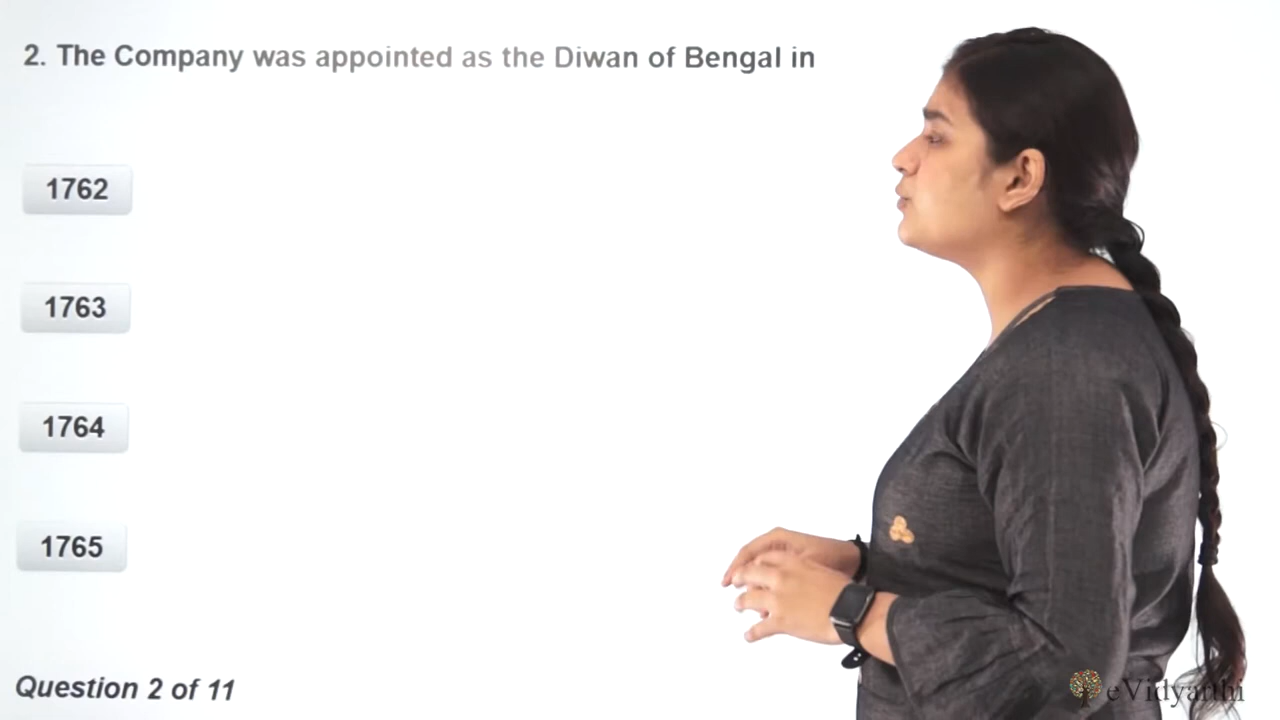 2. The Company was appointed as the Diwan of Bengal in
1762
1763
1764
1765
Question 2 of 11
eVidyarthi